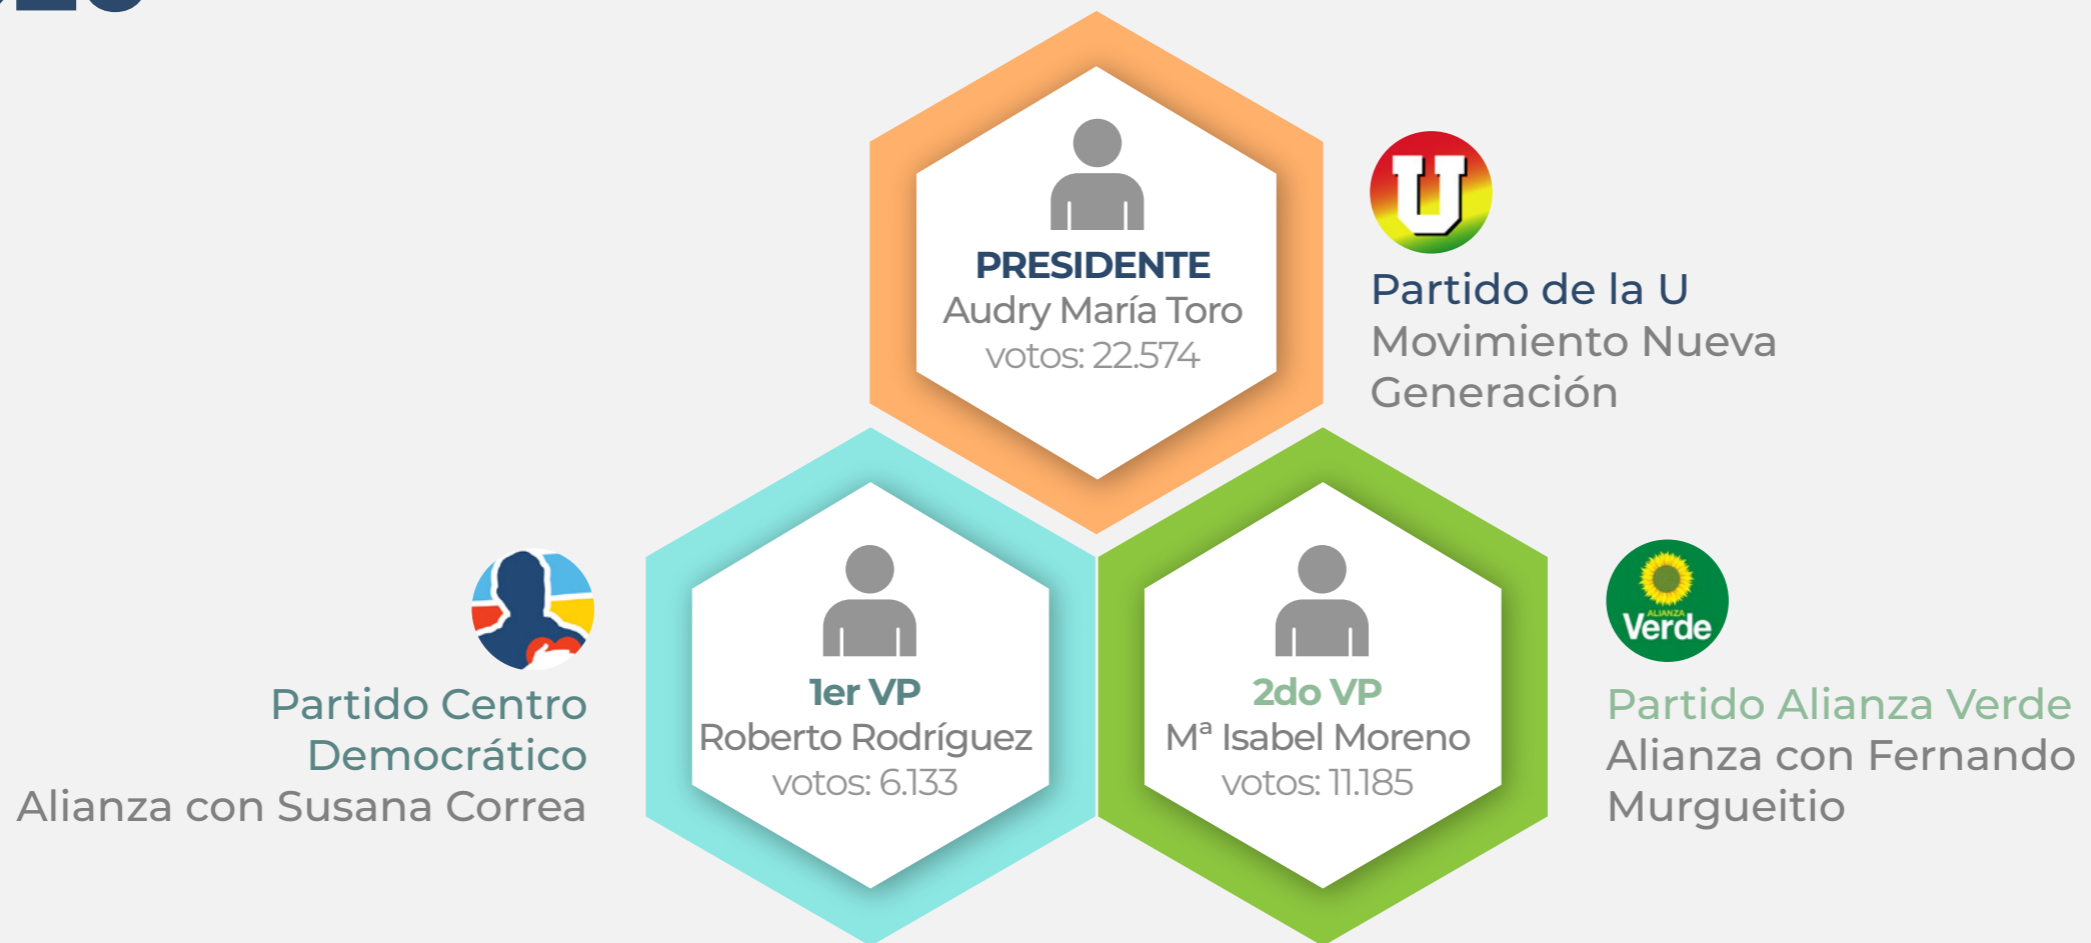 PRESIDENTE
Audry María Toro
votos: 22.574
U
Partido de la U
Movimiento Nueva
Generación
Partido Centro
Democrático
Alianza con Susana Correa
1er VP
Roberto Rodríguez
votos: 6.133
2do VP
Mª Isabel Moreno
votos: 11.185
ALIANZA
Verde
Partido Alianza Verde
Alianza con Fernando
Murgueitio